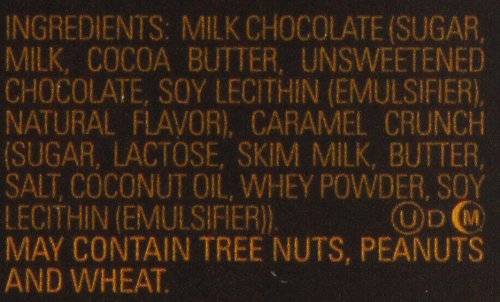 INGREDIENTS: MILK CHOCOLATE (SUGAR,
MILK, COCOA BUTTER, UNSWEETENED
CHOCOLATE, SOY LECITHIN (EMULSIFIER),
NATURAL FLAVOR), CARAMEL CRUNCH
(SUGAR, LACTOSE, SKIM MILK, BUTTER,
SALT, COCONUT OIL, WHEY POWDER, SOY
LECITHIN (EMULSIFIER)). U D M
MAY CONTAIN TREE NUTS, PEANUTS
AND WHEAT.